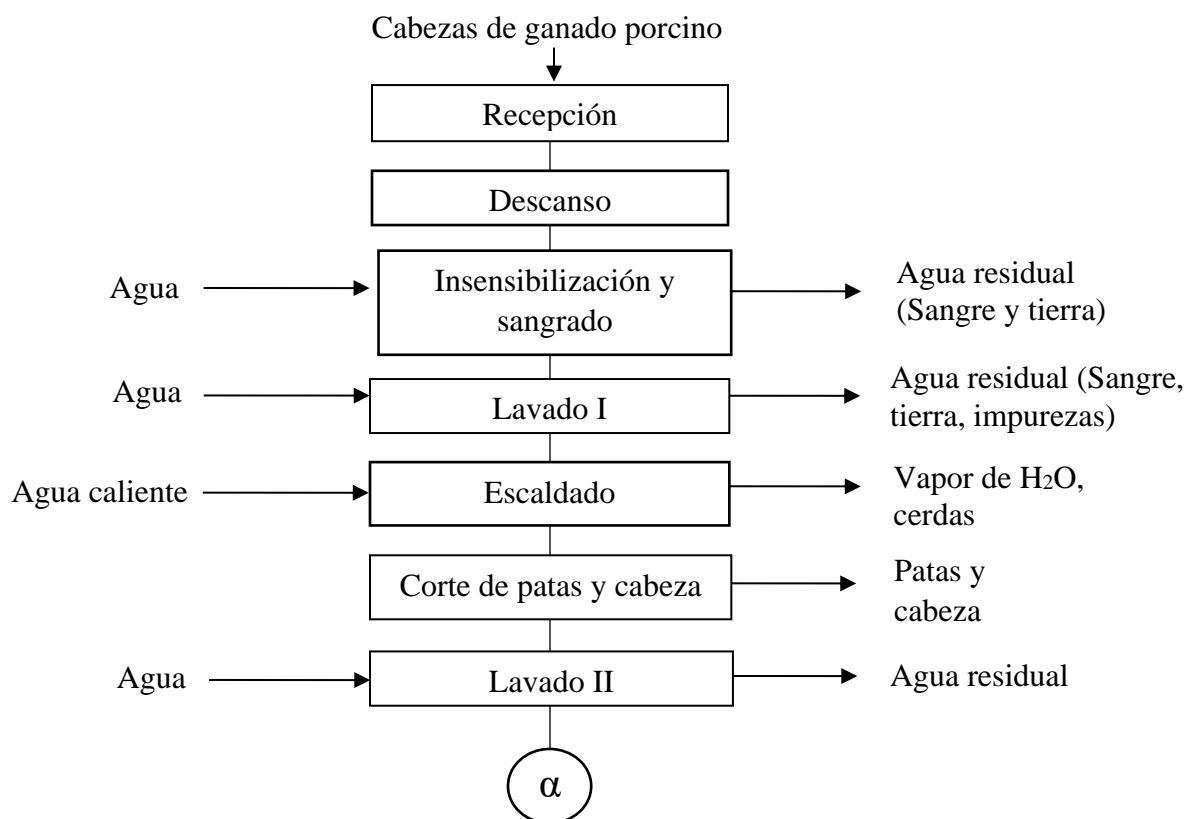 Cabezas de ganado porcino
Recepción
Descanso
Agua
Insensibilización y
sangrado
Agua residual
(Sangre y tierra)
Agua
Lavado I
Agua residual (Sangre,
tierra, impurezas)
Agua caliente
Escaldado
Vapor de H2O,
cerdas
Corte de patas y cabeza
Patas y
cabeza
Agua
Lavado II
Agua residual
α